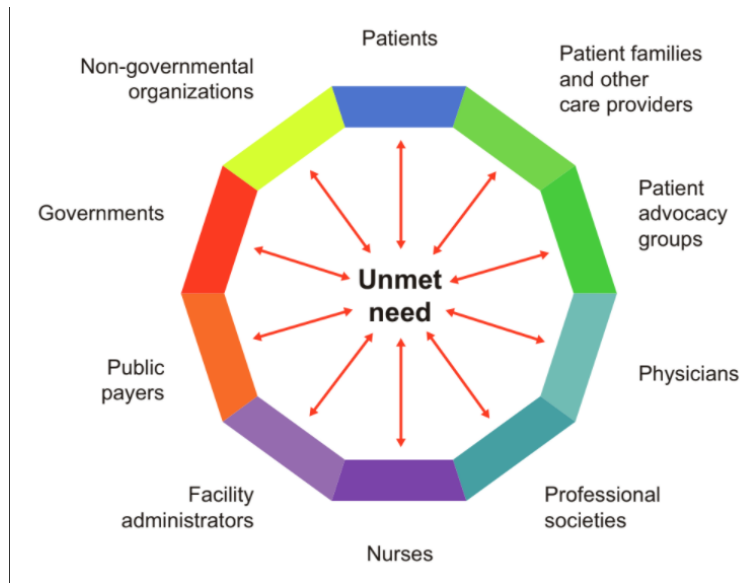 Patients
Patient families
and other
care providers
Patient
advocacy
groups
Physicians
Professional
societies
Nurses
Facility
administrators
Public
payers
Governments
Non-governmental
organizations
Unmet
need